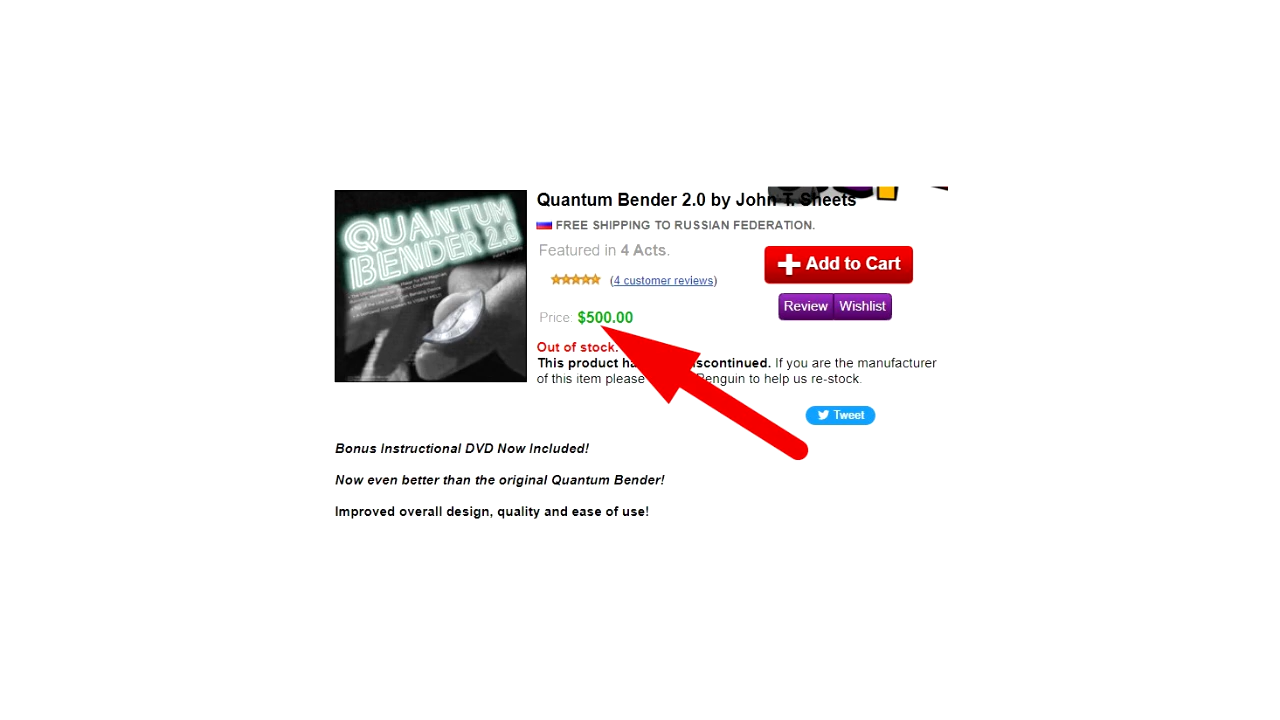 QUANTUM
BENDER 2.0
Quantum Bender 2.0 by John T. Sheets
FREE SHIPPING TO RUSSIAN FEDERATION.
Featured in 4 Acts.
Add to Cart
(4 customer reviews)
Review Wishlist
Price: $500.00
Out of stock.
This product ha scontinued. If you are the manufacturer
of this item please Penguin to help us re-stock.
Tweet
Bonus Instructional DVD Now Included!
Now even better than the original Quantum Bender!
Improved overall design, quality and ease of use!